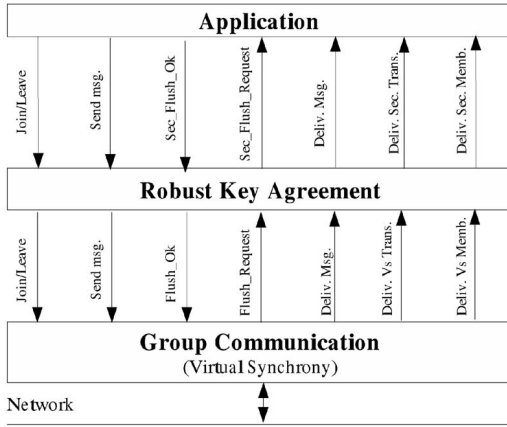 Application
Join/Leave
Send msg.
Sec_Flush_Ok
Sec_Flush_Request
Deliv. Msg.
Deliv. Sec. Trans.
Deliv. Sec. Memb.
Robust Key Agreement
Join/Leave
Send msg.
Flush_Ok
Flush_Request
Deliv. Msg.
Deliv. Vs Trans.
Deliv. Vs Memb.
Group Communication
(Virtual Synchrony)
Network